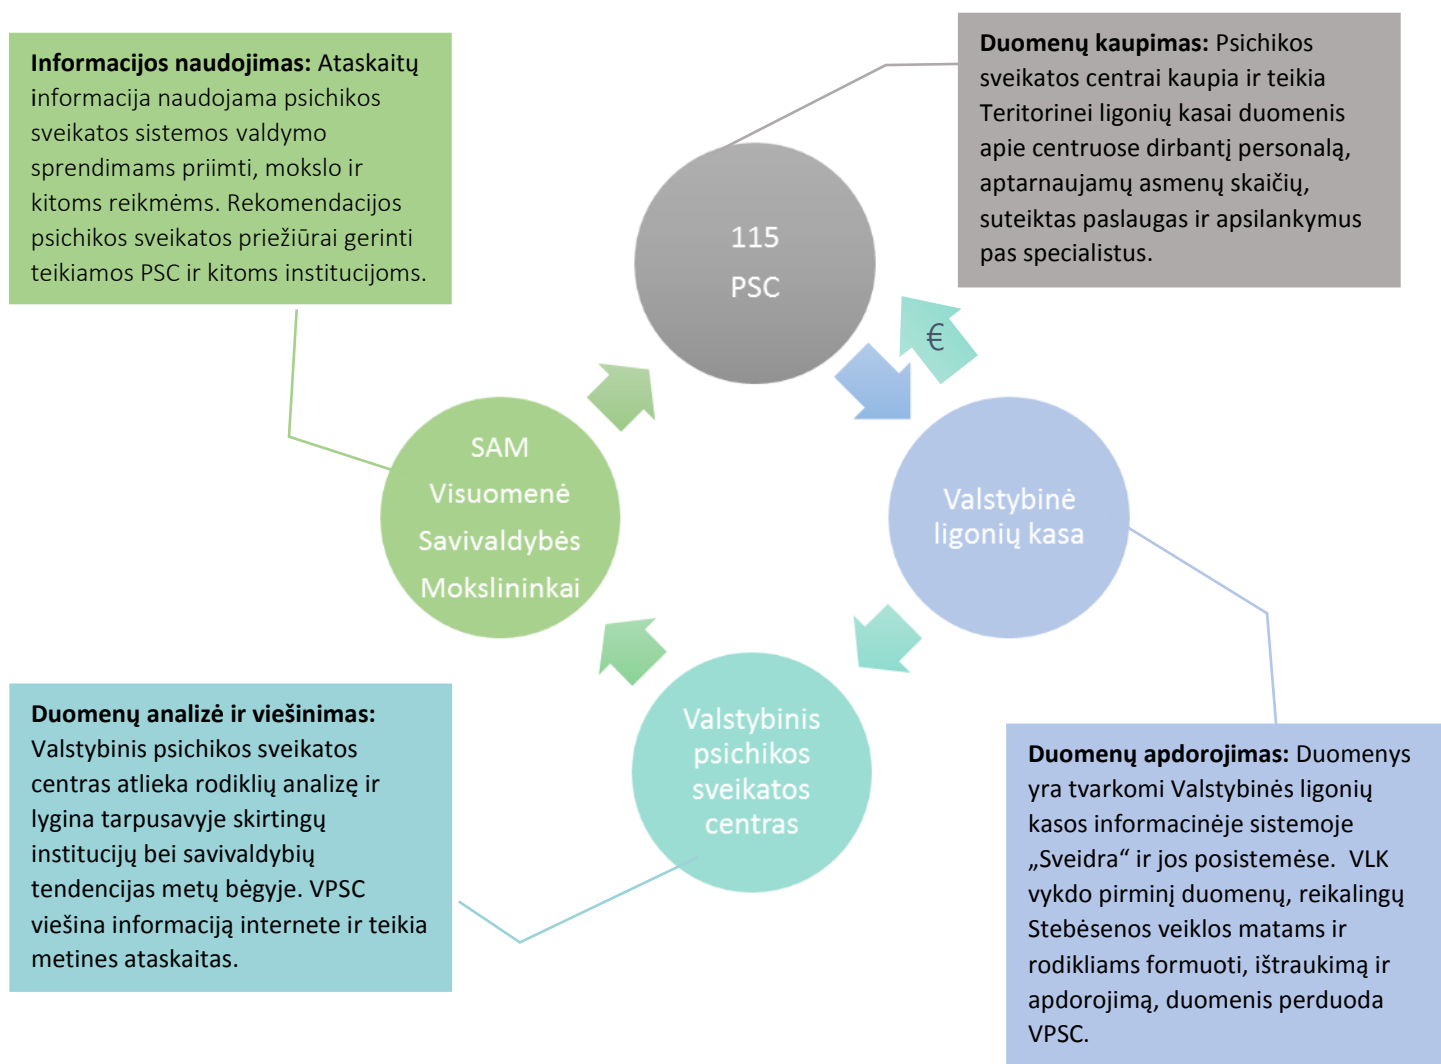 Informacijos naudojimas: Ataskaitų
informacija naudojama psichikos
sveikatos sistemos valdymo
sprendimams priimti, mokslo ir
kitoms reikmėms. Rekomendacijos
psichikos sveikatos priežiūrai gerinti
teikiamos PSC ir kitoms institucijoms.
Duomenų kaupimas: Psichikos
sveikatos centrai kaupia ir teikia
Teritorinei ligonių kasai duomenis
apie centruose dirbantį personalą,
aptarnaujamų asmenų skaičių,
suteiktas paslaugas ir apsilankymus
pas specialistus.
115
PSC
€
SAM
Visuomenė
Savivaldybės
Mokslininkai
Valstybinė
ligonių kasa
Valstybinis
psichikos
sveikatos
centras
Duomenų analizė ir viešinimas:
Valstybinis psichikos sveikatos
centras atlieka rodiklių analizę ir
lygina tarpusavyje skirtingų
institucijų bei savivaldybių
tendencijas metų bėgyje. VPSC
viešina informaciją internete ir teikia
metines ataskaitas.
Duomenų apdorojimas: Duomenys
yra tvarkomi Valstybinės ligonių
kasos informacinėje sistemoje
„Sveidra“ ir jos posistemėse. VLK
vykdo pirminį duomenų, reikalingų
Stebėsenos veiklos matams ir
rodikliams formuoti, ištraukimą ir
apdorojimą, duomenis perduoda
VPSC.